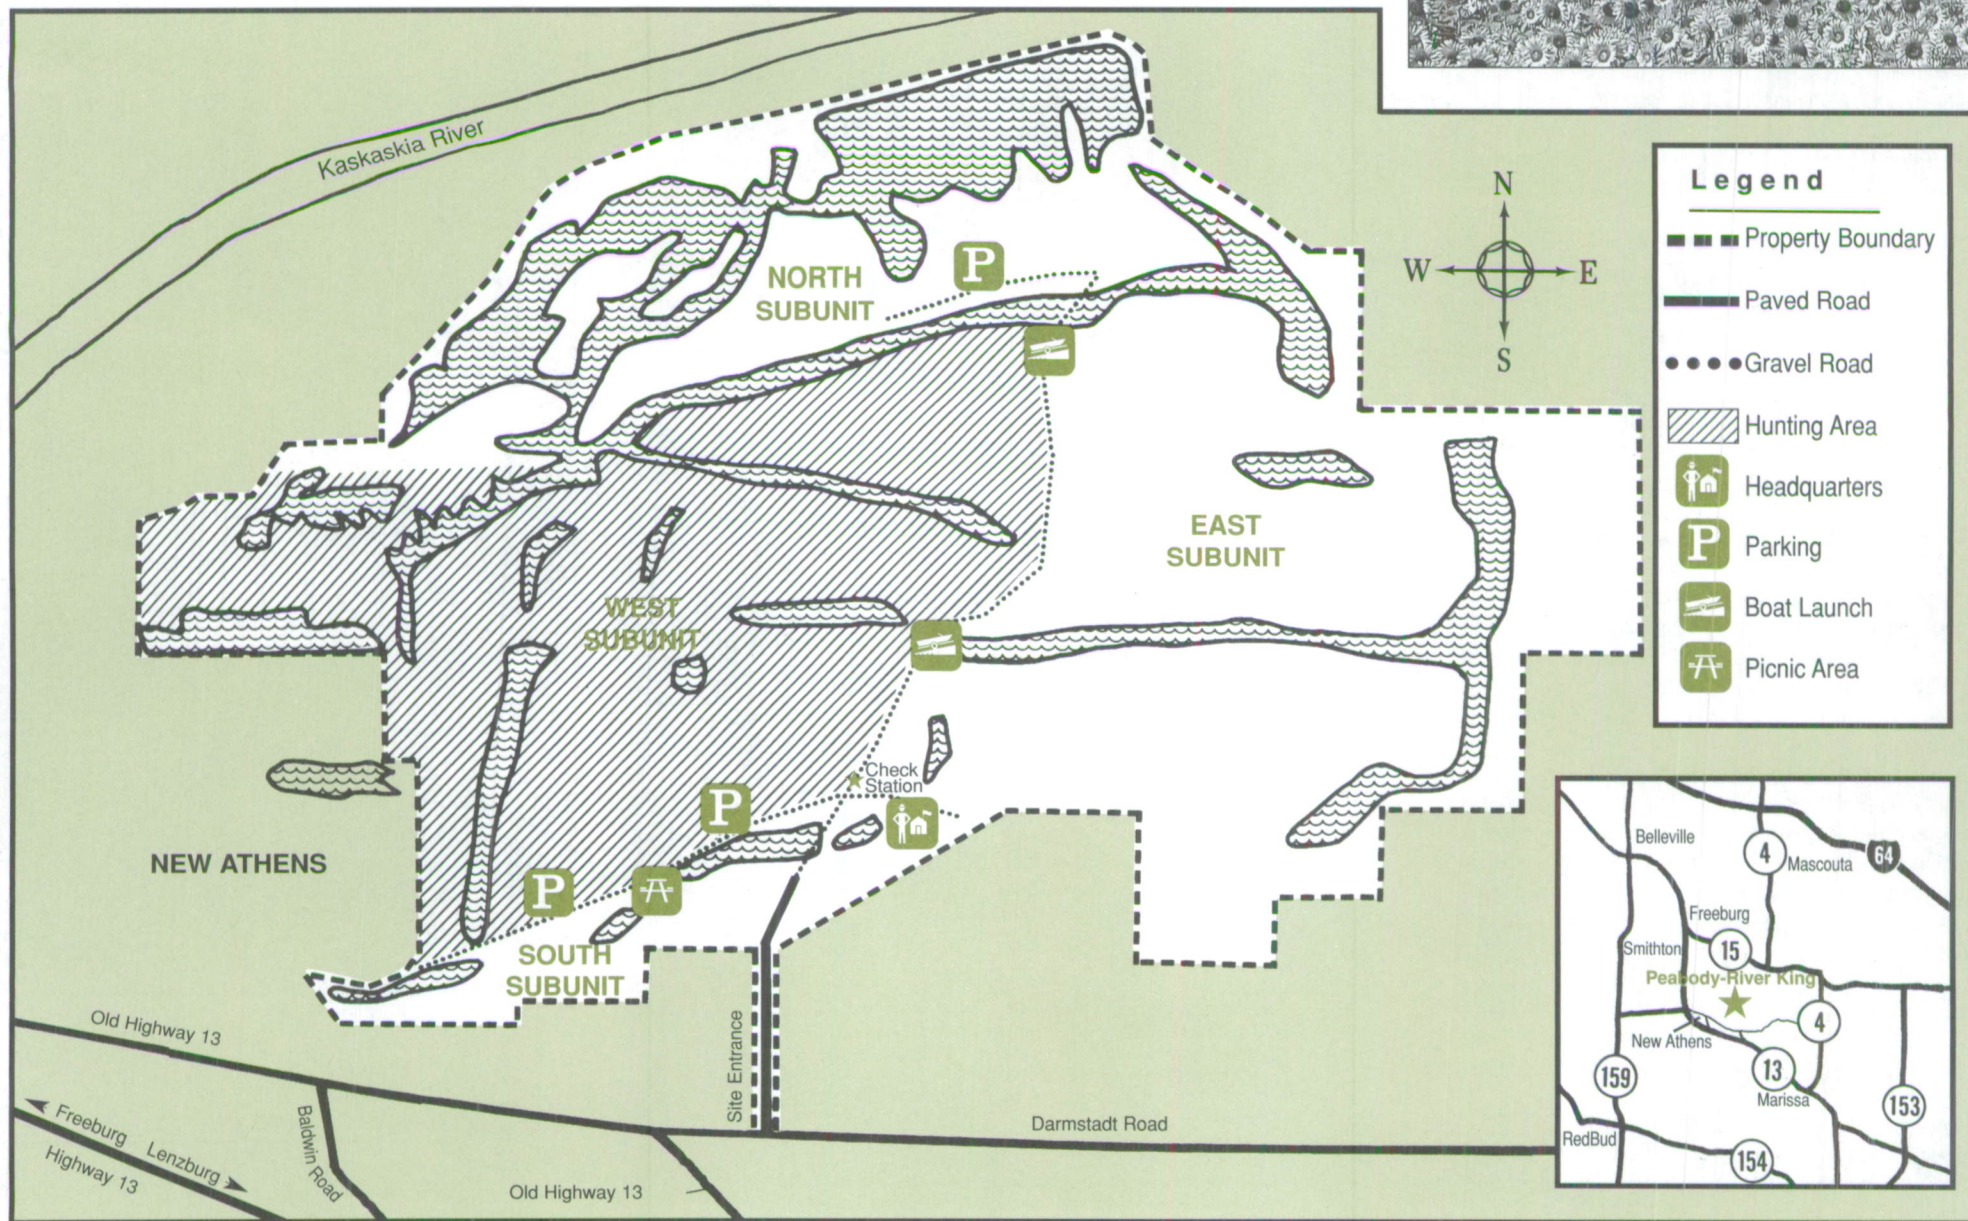 Kaskaskia River
NORTH
SUBUNIT
P
EAST
SUBUNIT
WEST
SUBUNIT
Check
Station
P
P
SOUTH
SUBUNIT
NEW ATHENS
Site Entrance
Old Highway 13
Baldwin Road
Freeburg
Lenzburg
Highway 13
Old Highway 13
Darmstadt Road
N
W
E
S
Legend
Property Boundary
Paved Road
Gravel Road
Hunting Area
Headquarters
P
Parking
Boat Launch
Picnic Area
Belleville
4
Mascouta
64
Freeburg
Smithton
15
Peabody-River King
New Athens
4
159
13
Marissa
153
RedBud
154